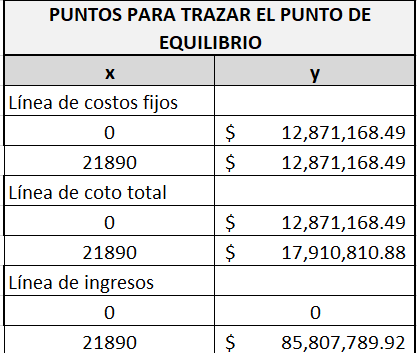 PUNTOS PARA TRAZAR EL PUNTO DE
EQUILIBRIO
x y
Línea de costos fijos
0 $ 12,871,168.49
21890 $ 12,871,168.49
Línea de coto total
0 $ 12,871,168.49
21890 $ 17,910,810.88
Línea de ingresos
0 0
21890 $ 85,807,789.92